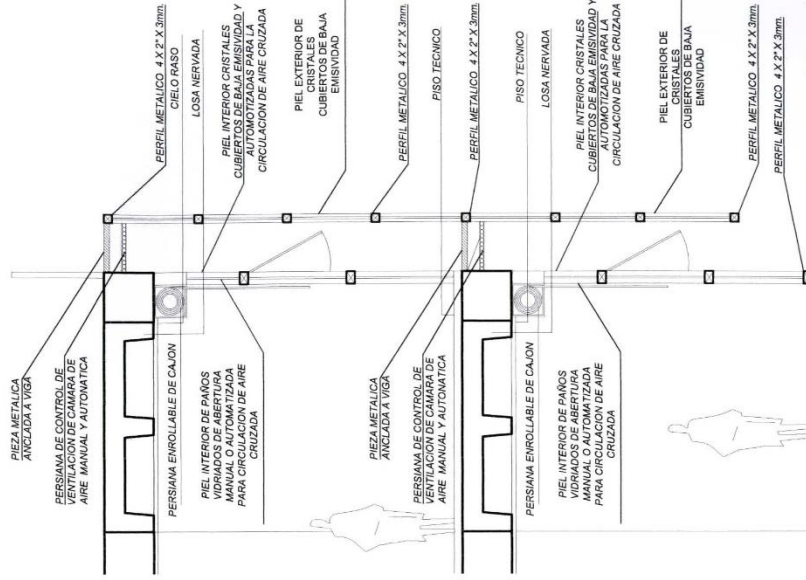 PIEZA METALICA
ANCLADA A VIGA
PERSIANA DE CONTROL DE
VENTILACION DE CAMARA DE
AIRE MANUAL Y AUTONATICA
PERSIANA ENROLLABLE DE CAJON
PIEL INTERIOR DE PAÑOS
VIDRIADOS DE ABERTURA
MANUAL O AUTOMATIZADA
PARA CIRCULACION DE AIRE
CRUZADA
PIEZA METALICA
ANCLADA A VIGA
PERSIANA DE CONTROL DE
VENTILACION DE CAMARA DE
AIRE MANUAL Y AUTONATICA
PERSIANA ENROLLABLE DE CAJON
PIEL INTERIOR DE PAÑOS
VIDRIADOS DE ABERTURA
MANUAL O AUTOMATIZADA
PARA CIRCULACION DE AIRE
CRUZADA
PERFIL METALICO 4 X 2" X 3mm.
CIELO RASO
LOSA NERVADA
PIEL INTERIOR CRISTALES
CUBIERTOS DE BAJA EMISIVIDAD Y
AUTOMOTIZADAS PARA LA
CIRCULACION DE AIRE CRUZADA
PIEL EXTERIOR DE
CRISTALES
CUBIERTOS DE BAJA
EMISIVIDAD
PERFIL METALICO 4 X 2" X 3mm.
PISO TECNICO
PERFIL METALICO 4 X 2" X 3mm.
PISO TECNICO
LOSA NERVADA
PIEL INTERIOR CRISTALES
CUBIERTOS DE BAJA EMISIVIDAD Y
AUTOMOTIZADAS PARA LA
CIRCULACION DE AIRE CRUZADA
PIEL EXTERIOR DE
CRISTALES
CUBIERTOS DE BAJA
EMISIVIDAD
PERFIL METALICO 4 X 2" X 3mm.
PERFIL METALICO 4 X 2" X 3mm.